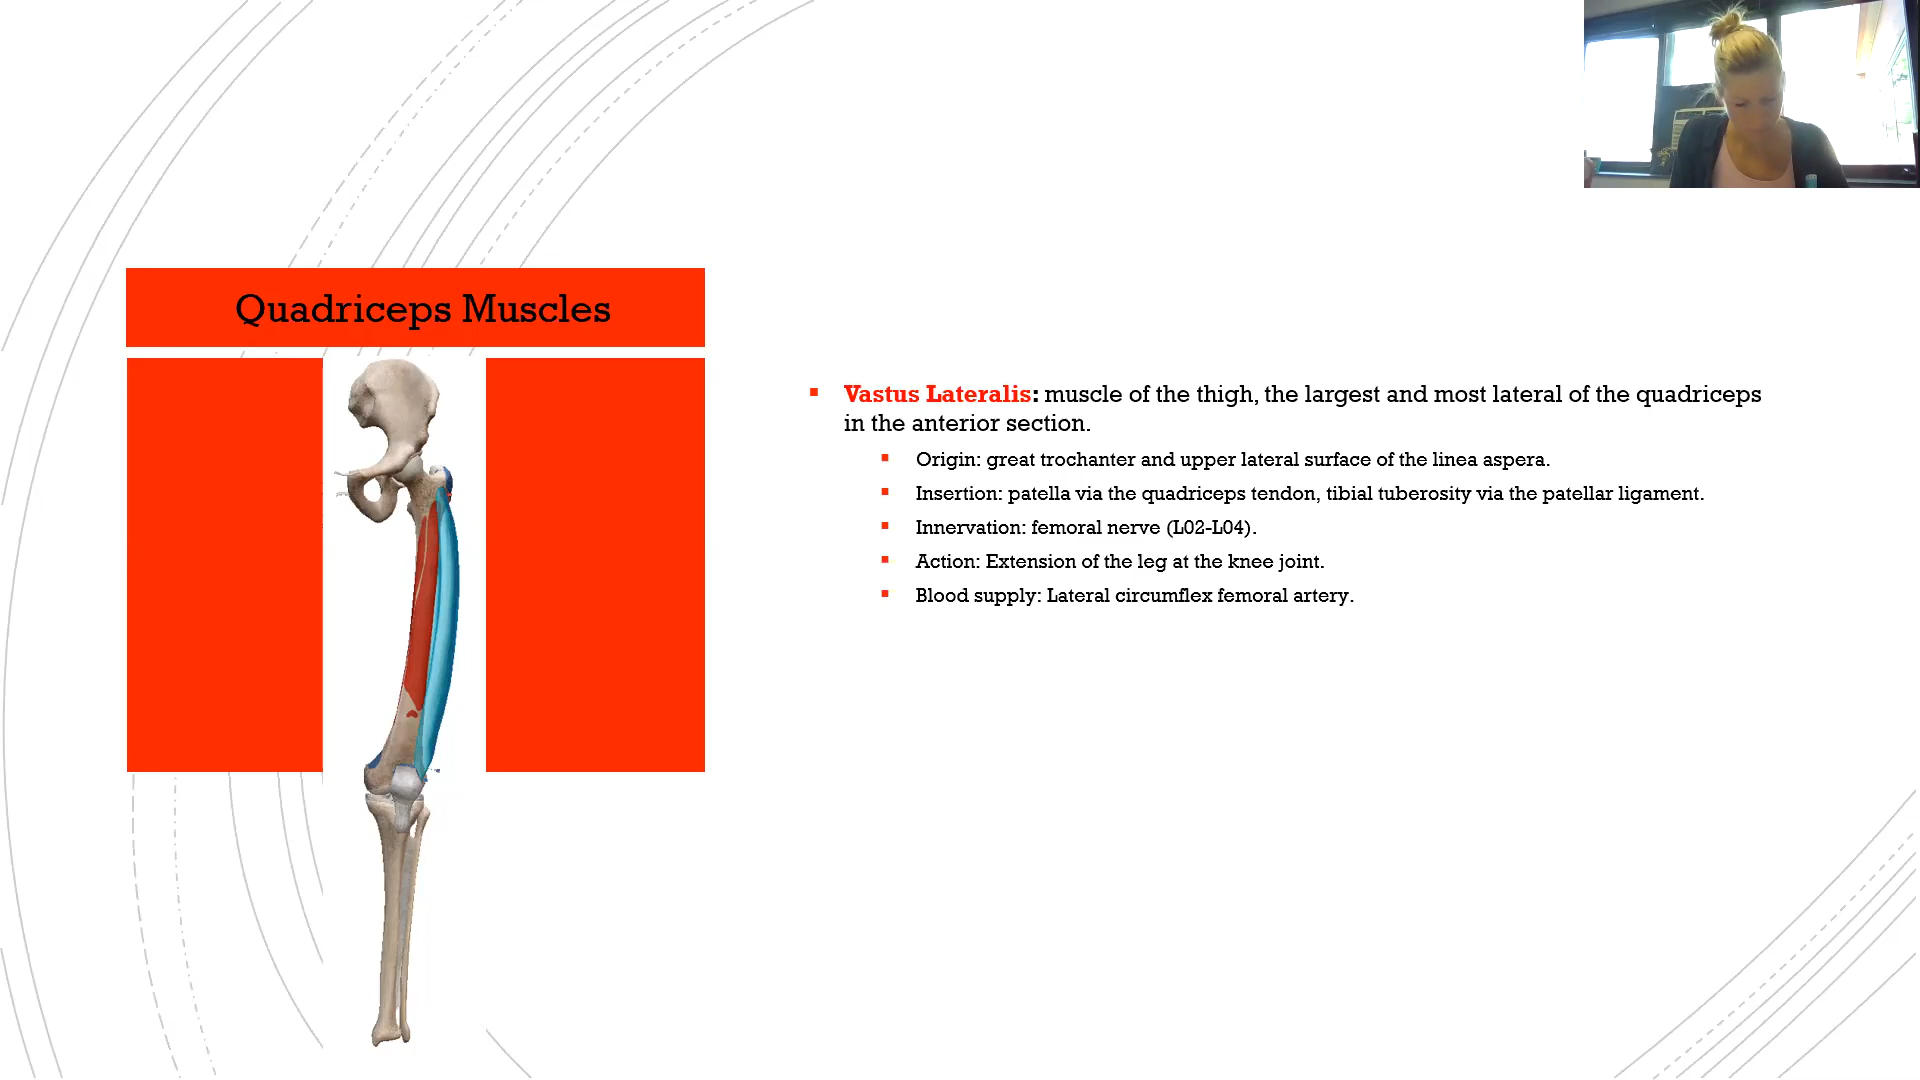 Quadriceps Muscles
Vastus Lateralis: muscle of the thigh, the largest and most lateral of the quadriceps
in the anterior section.
Origin: great trochanter and upper lateral surface of the linea aspera.
Insertion: patella via the quadriceps tendon, tibial tuberosity via the patellar ligament.
Innervation: femoral nerve (L02-L04).
Action: Extension of the leg at the knee joint.
Blood supply: Lateral circumflex femoral artery.